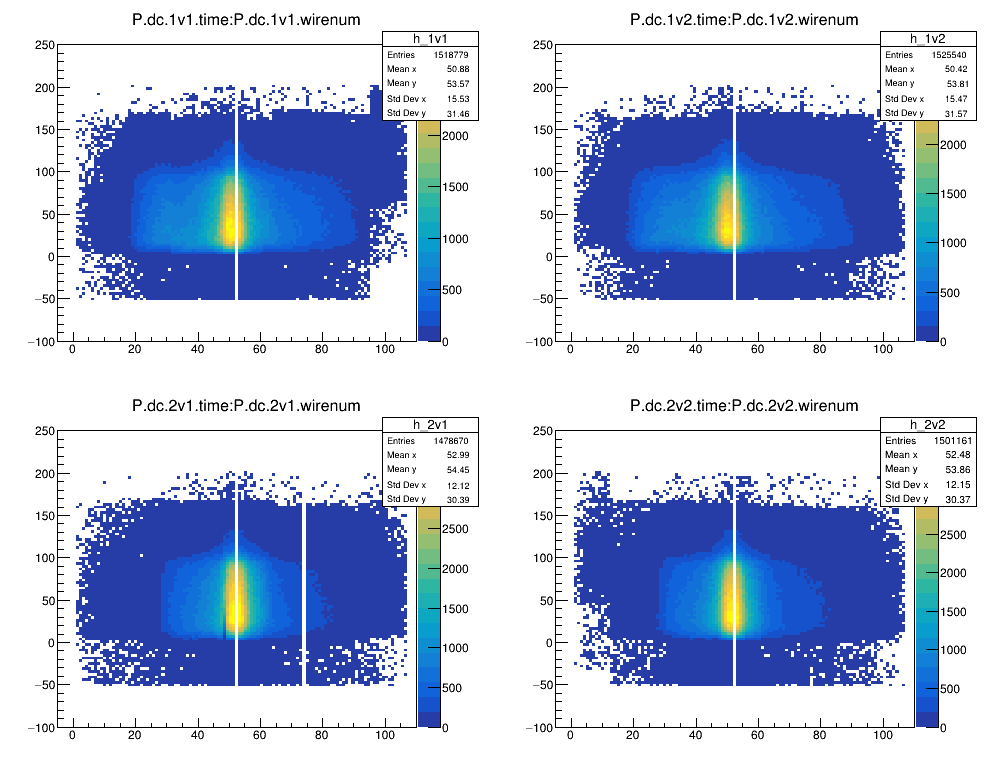 P.dc.1v1.time:P.dc.1v1.wirenum
h_1v1
Entries 1518779
Mean x 50.88
Mean y 53.57
Std Dev x 15.53
Std Dev y 31.46
250
200
150
100
50
0
−50
−100
0 20 40 60 80 100
2000
1500
1000
500
0
P.dc.1v2.time:P.dc.1v2.wirenum
h_1v2
Entries 1525540
Mean x 50.42
Mean y 53.81
Std Dev x 15.47
Std Dev y 31.57
250
200
150
100
50
0
−50
−100
0 20 40 60 80 100
2000
1500
1000
500
0
P.dc.2v1.time:P.dc.2v1.wirenum
h_2v1
Entries 1478670
Mean x 52.99
Mean y 54.45
Std Dev x 12.12
Std Dev y 30.39
250
200
150
100
50
0
−50
−100
0 20 40 60 80 100
2500
2000
1500
1000
500
0
P.dc.2v2.time:P.dc.2v2.wirenum
h_2v2
Entries 1501161
Mean x 52.48
Mean y 53.86
Std Dev x 12.15
Std Dev y 30.37
250
200
150
100
50
0
−50
−100
0 20 40 60 80 100
2500
2000
1500
1000
500
0